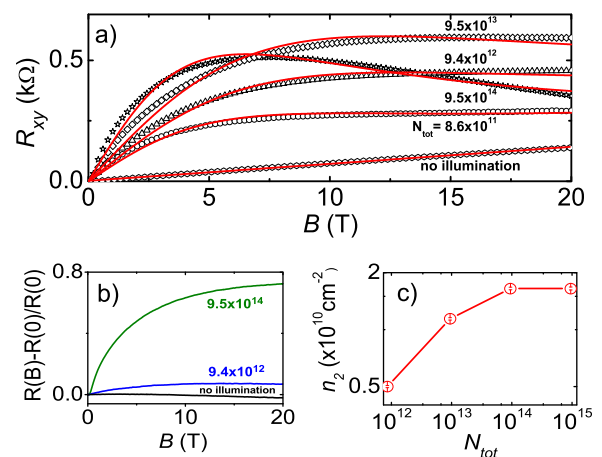 a)
R_xy (kΩ)
0.5
0.0
9.5x10^13
9.4x10^12
9.5x10^14
N_tot = 8.6x10^11
no illumination
0 5 10 15 20
B (T)
b)
R(B)-R(0)/R(0)
0.8
0.0
9.5x10^14
9.4x10^12
no illumination
0 10 20
B (T)
c)
n_2 (x10^10 cm^-2)
2
0.5
10^12 10^13 10^14 10^15
N_tot